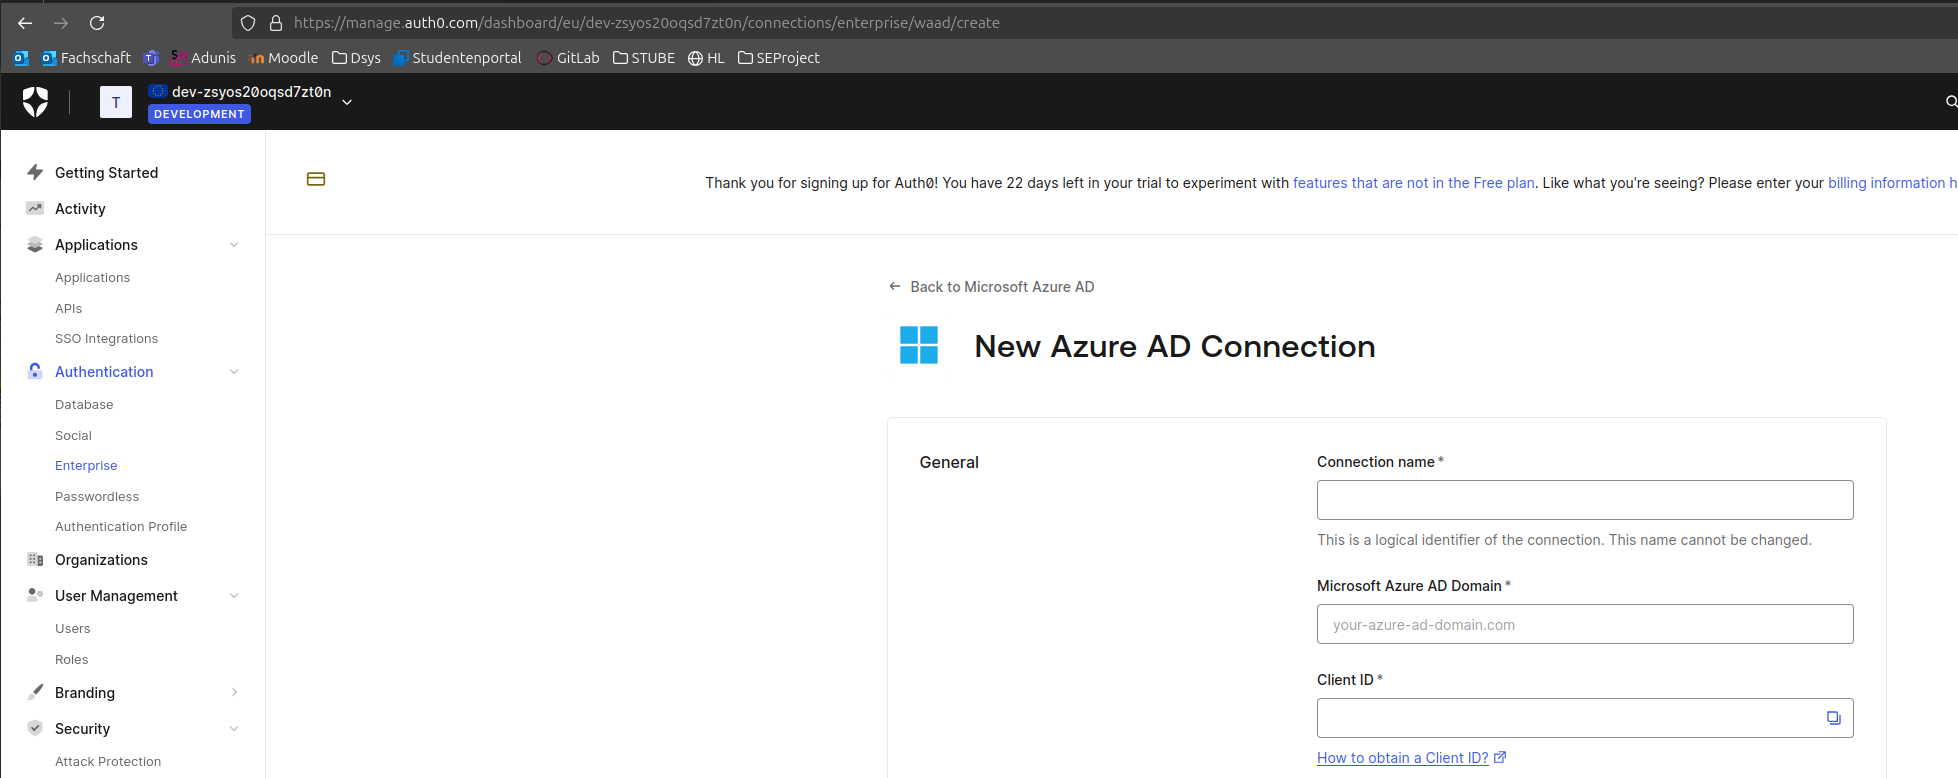 https://manage.auth0.com/dashboard/eu/dev-zsyos20oqsd7zt0n/connections/enterprise/waad/create
Fachschaft Adunis Moodle Dsys Studentenportal GitLab STUBE HL SEProject
T
dev-zsyos20oqsd7zt0n
DEVELOPMENT
Getting Started
Activity
Applications
Applications
APIs
SSO Integrations
Authentication
Database
Social
Enterprise
Passwordless
Authentication Profile
Organizations
User Management
Users
Roles
Branding
Security
Attack Protection
Thank you for signing up for Auth0! You have 22 days left in your trial to experiment with features that are not in the Free plan. Like what you're seeing? Please enter your billing information h
Back to Microsoft Azure AD
New Azure AD Connection
General
Connection name *
This is a logical identifier of the connection. This name cannot be changed.
Microsoft Azure AD Domain *
your-azure-ad-domain.com
Client ID *
How to obtain a Client ID?